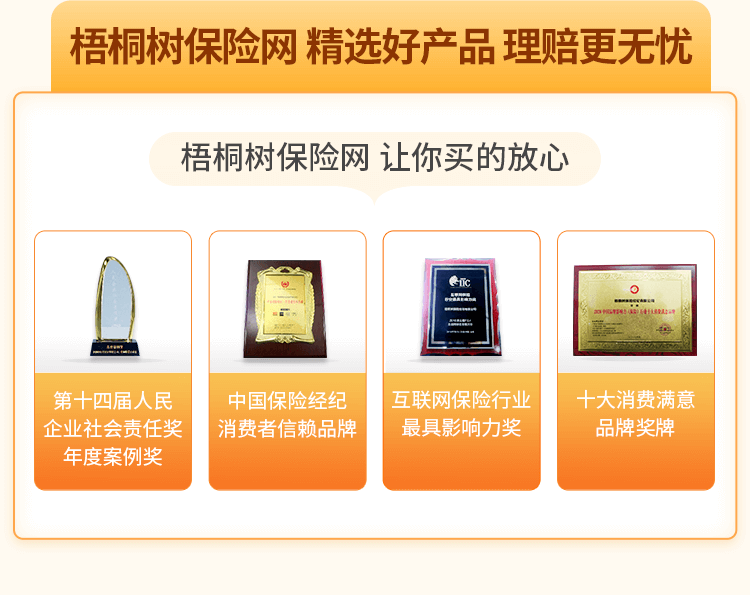 梧桐树保险网 精选好产品 理赔更无忧
梧桐树保险网 让你买的放心
第十四届人民
企业社会责任奖
年度案例奖
中国保险经纪
消费者信赖品牌
互联网保险行业
最具影响力奖
十大消费满意
品牌奖牌